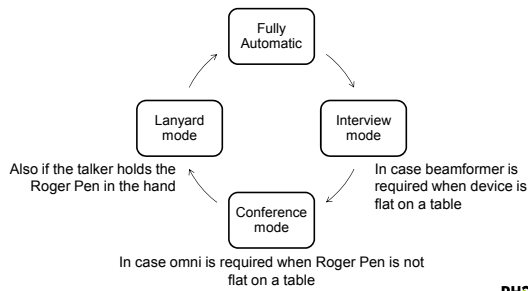 Fully
Automatic
Interview
mode
In case beamformer is
required when device is
flat on a table
Conference
mode
In case omni is required when Roger Pen is not
flat on a table
Lanyard
mode
Also if the talker holds the
Roger Pen in the hand